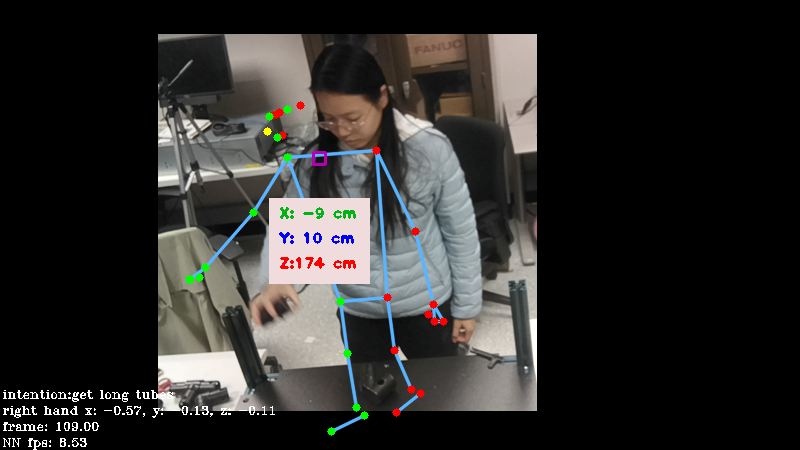 FANUC
X: -9 cm
Y: 10 cm
Z:174 cm
intention:get long tubes
right hand x: -0.57, y: -0.13, z: -0.11
frame: 109.00
NN fps: 8.53